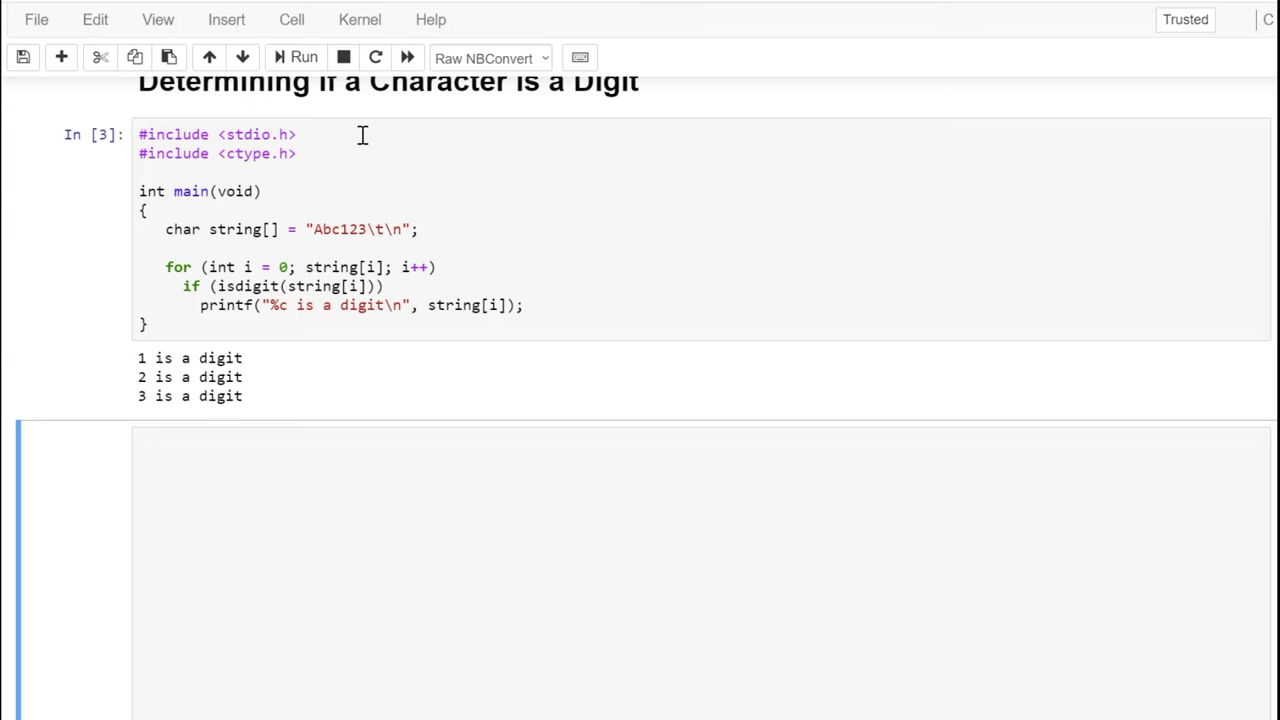 File Edit View Insert Cell Kernel Help Trusted C
Run Raw NBConvert
Determining if a Character is a Digit
In [3]:
#include <stdio.h>
#include <ctype.h>
int main(void)
{
char string[] = "Abc123\t\n";
for (int i = 0; string[i]; i++)
if (isdigit(string[i]))
printf("%c is a digit\n", string[i]);
}
1 is a digit
2 is a digit
3 is a digit